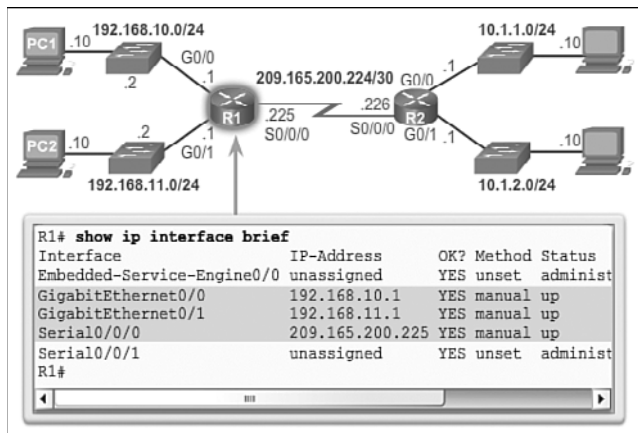 192.168.10.0/24
10.1.1.0/24
PC1
.10
.10
G0/0
.2
.1
209.165.200.224/30
G0/0
.1
.225
.226
R1
R2
S0/0/0
S0/0/0
PC2
.10
.2
.1
G0/1
G0/1
.1
.10
192.168.11.0/24
10.1.2.0/24
R1# show ip interface brief
Interface IP-Address OK? Method Status
Embedded-Service-Engine0/0 unassigned YES unset administ
GigabitEthernet0/0 192.168.10.1 YES manual up
GigabitEthernet0/1 192.168.11.1 YES manual up
Serial0/0/0 209.165.200.225 YES manual up
Serial0/0/1 unassigned YES unset administ
R1#